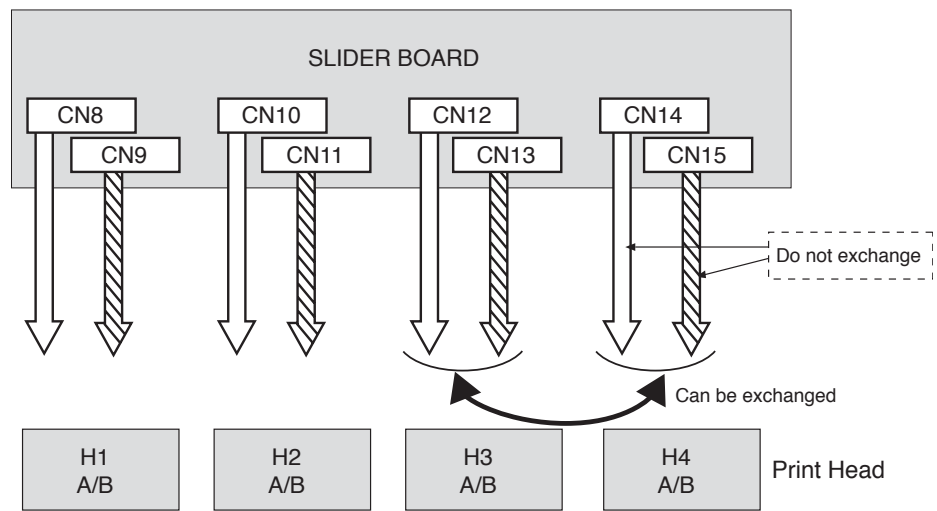 SLIDER BOARD
CN8
CN10
CN12
CN14
CN9
CN11
CN13
CN15
Do not exchange
Can be exchanged
H1
A/B
H2
A/B
H3
A/B
H4
A/B
Print Head